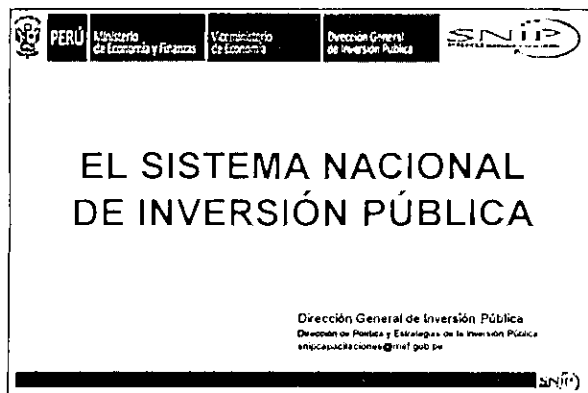 PERÚ Ministerio de Economía y Finanzas Viceministerio de Economía Dirección General de Inversión Pública SNIP
EL SISTEMA NACIONAL
DE INVERSIÓN PÚBLICA
Dirección General de Inversión Pública
Dirección de Política y Estrategias de la Inversión Pública
snipcapacitaciones@mef.gob.pe
SNIP